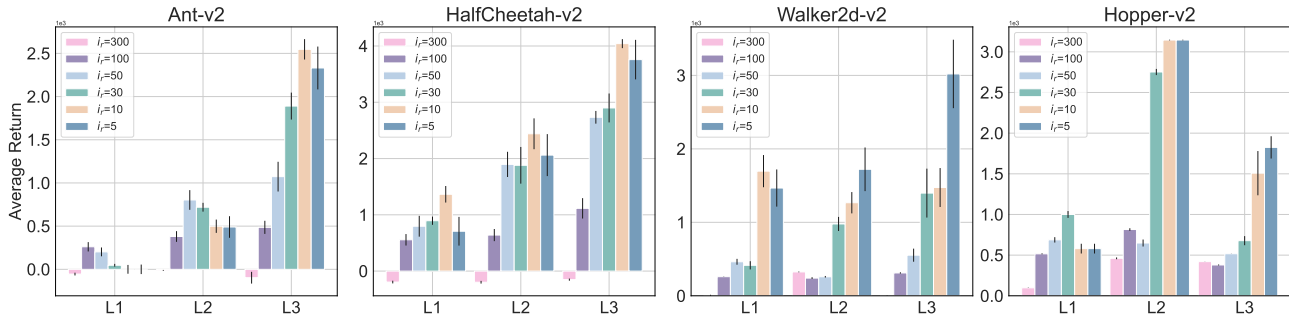 Ant-v2
HalfCheetah-v2
Walker2d-v2
Hopper-v2
Average Return
1e3
2.5
2.0
1.5
1.0
0.5
0.0
i_r=300
i_r=100
i_r=50
i_r=30
i_r=10
i_r=5
L1
L2
L3
1e3
4
3
2
1
0
i_r=300
i_r=100
i_r=50
i_r=30
i_r=10
i_r=5
L1
L2
L3
1e3
3
2
1
0
i_r=300
i_r=100
i_r=50
i_r=30
i_r=10
i_r=5
L1
L2
L3
1e3
3.0
2.5
2.0
1.5
1.0
0.5
0.0
i_r=300
i_r=100
i_r=50
i_r=30
i_r=10
i_r=5
L1
L2
L3